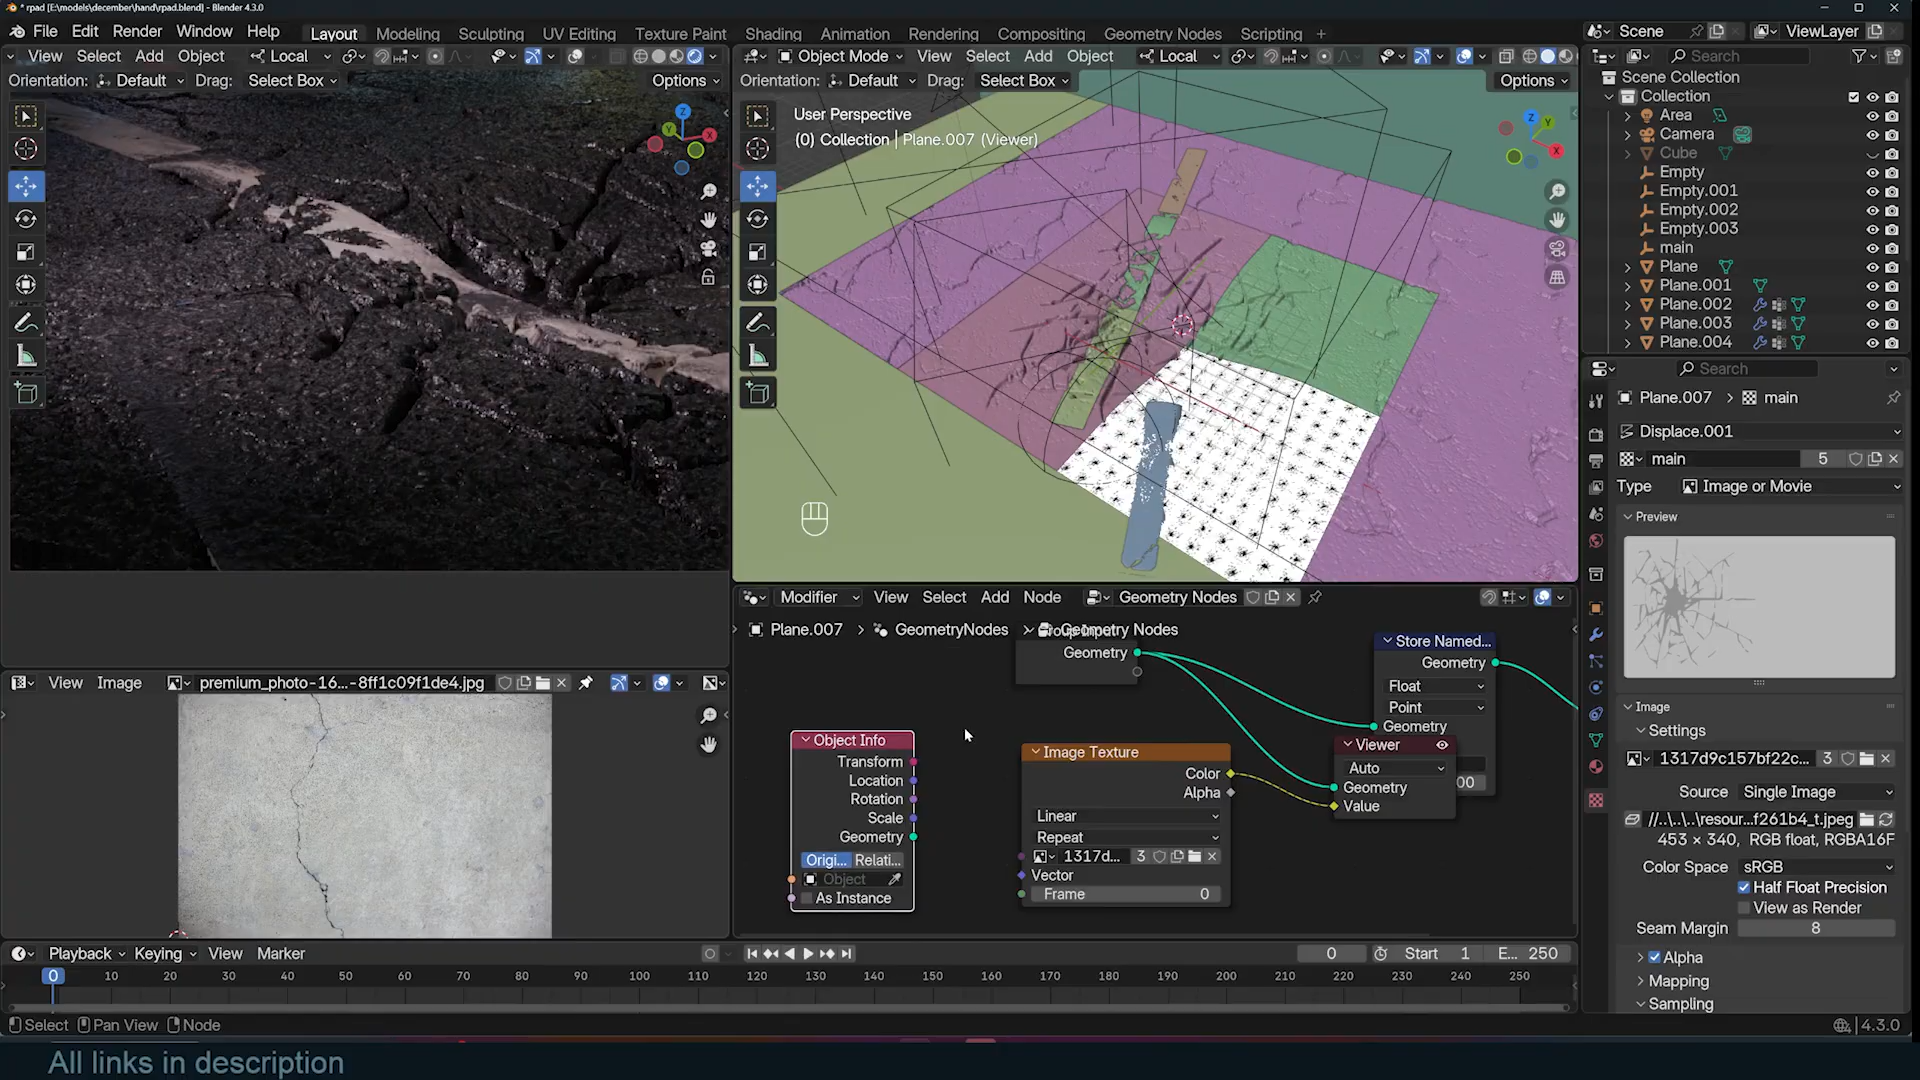 * rpad [E:\models\december\hand\rpad.blend] - Blender 4.3.0
File Edit Render Window Help
Layout Modeling Sculpting UV Editing Texture Paint Shading Animation Rendering Compositing Geometry Nodes Scripting +
Scene
ViewLayer
View Select Add Object Local
Object Mode View Select Add Object Local
Search
Orientation: Default Drag: Select Box Options
Orientation: Default Drag: Select Box Options
User Perspective
(0) Collection | Plane.007 (Viewer)
Scene Collection
Collection
Area
Camera
Cube
Empty
Empty.001
Empty.002
Empty.003
main
Plane
Plane.001
Plane.002
Plane.003
Plane.004
Search
Plane.007 main
Displace.001
main 5
Type Image or Movie
Preview
Image
Settings
1317d9c157bf22c... 3
Source Single Image
//..\..\..\resour...f261b4_t.jpeg
453 × 340, RGB float, RGBA16F
Color Space sRGB
Half Float Precision
View as Render
Seam Margin 8
Alpha
Mapping
Sampling
Modifier View Select Add Node Geometry Nodes
Plane.007 GeometryNodes Geometry Nodes
Group Input
Geometry
Store Named...
Geometry
Float
Point
Geometry
00
Viewer
Auto
Geometry
Value
Object Info
Transform
Location
Rotation
Scale
Geometry
Origi... Relati...
Object
As Instance
Image Texture
Color
Alpha
Linear
Repeat
1317d... 3
Vector
Frame 0
View Image premium_photo-16...-8ff1c09f1de4.jpg
Playback Keying View Marker
0 Start 1 E... 250
0 10 20 30 40 50 60 70 80 90 100 110 120 130 140 150 160 170 180 190 200 210 220 230 240 250
Select Pan View Node
4.3.0
All links in description